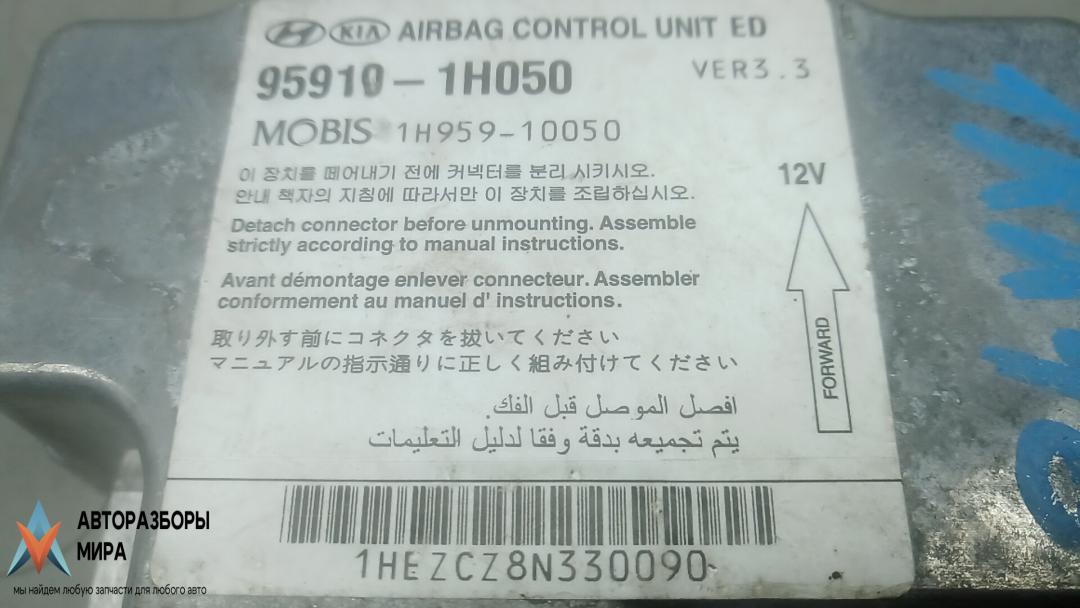 HYUNDAI KIA AIRBAG CONTROL UNIT ED
95910-1H050 VER3.3
MOBIS 1H959-10050
이 장치를 떼어내기 전에 커넥터를 분리 시키시오.
안내 책자의 지침에 따라서만 이 장치를 조립하십시오.
12V
Detach connector before unmounting. Assemble
strictly according to manual instructions.
Avant démontage enlever connecteur. Assembler
conformement au manuel d' instructions.
FORWARD
取り外す前にコネクタを抜いてください
マニュアルの指示通りに正しく組み付けてください
افصل الموصل قبل الفك.
يتم تجميعه بدقة وفقا لدليل التعليمات
1HEZCZ8N330090
АВТОРАЗБОРЫ
МИРА
мы найдем любую запчасти для любого авто